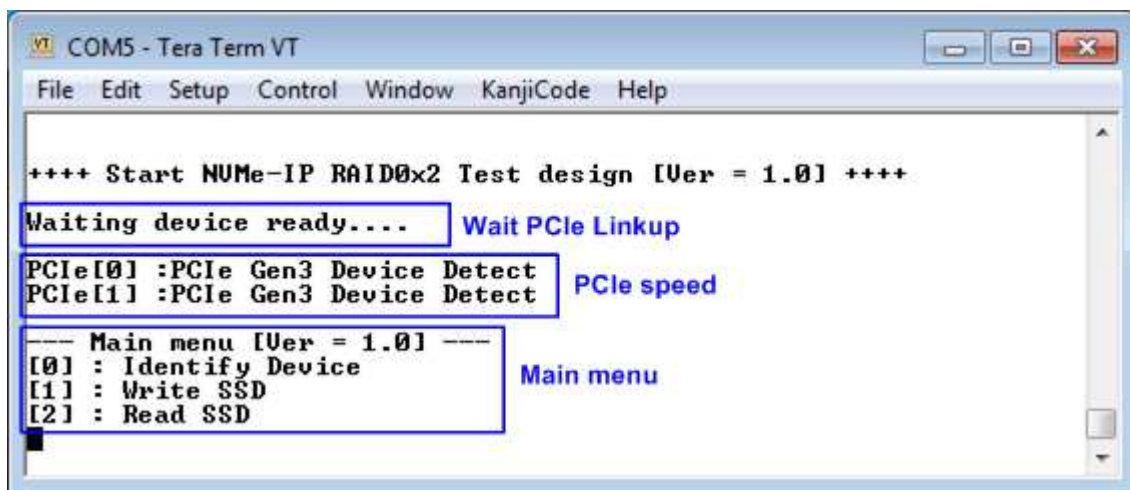 COM5 - Tera Term VT
File Edit Setup Control Window KanjiCode Help
++++ Start NVMe-IP RAID0x2 Test design [Ver = 1.0] ++++
Waiting device ready....
Wait PCIe Linkup
PCIe[0] :PCIe Gen3 Device Detect
PCIe[1] :PCIe Gen3 Device Detect
PCIe speed
--- Main menu [Ver = 1.0] ---
[0] : Identify Device
[1] : Write SSD
[2] : Read SSD
Main menu